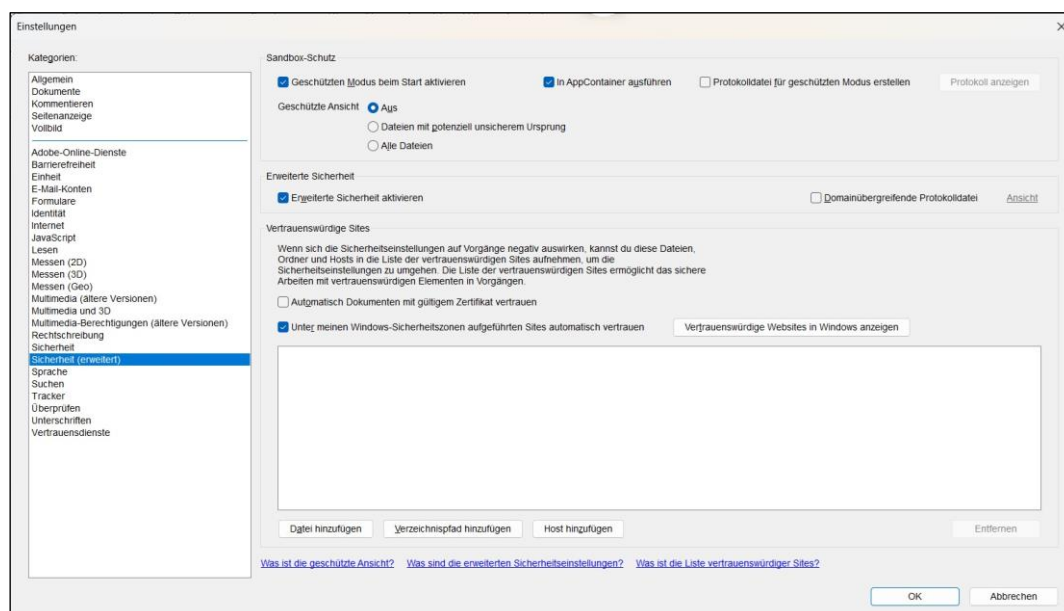 Einstellungen
Kategorien:
Allgemein
Dokumente
Kommentieren
Seitenanzeige
Vollbild
Adobe-Online-Dienste
Barrierefreiheit
Einheit
E-Mail-Konten
Formulare
Identität
Internet
JavaScript
Lesen
Messen (2D)
Messen (3D)
Messen (Geo)
Multimedia (ältere Versionen)
Multimedia und 3D
Multimedia-Berechtigungen (ältere Versionen)
Rechtschreibung
Sicherheit
Sicherheit (erweitert)
Sprache
Suchen
Tracker
Überprüfen
Unterschriften
Vertrauensdienste
Sandbox-Schutz
Geschützten Modus beim Start aktivieren In AppContainer ausführen Protokolldatei für geschützten Modus erstellen Protokoll anzeigen
Geschützte Ansicht Aus
Dateien mit potenziell unsicherem Ursprung
Alle Dateien
Erweiterte Sicherheit
Erweiterte Sicherheit aktivieren Domainübergreifende Protokolldatei Ansicht
Vertrauenswürdige Sites
Wenn sich die Sicherheitseinstellungen auf Vorgänge negativ auswirken, kannst du diese Dateien,
Ordner und Hosts in die Liste der vertrauenswürdigen Sites aufnehmen, um die
Sicherheitseinstellungen zu umgehen. Die Liste der vertrauenswürdigen Sites ermöglicht das sichere
Arbeiten mit vertrauenswürdigen Elementen in Vorgängen.
Automatisch Dokumenten mit gültigem Zertifikat vertrauen
Unter meinen Windows-Sicherheitszonen aufgeführten Sites automatisch vertrauen Vertrauenswürdige Websites in Windows anzeigen
Datei hinzufügen Verzeichnispfad hinzufügen Host hinzufügen Entfernen
Was ist die geschützte Ansicht? Was sind die erweiterten Sicherheitseinstellungen? Was ist die Liste vertrauenswürdiger Sites?
OK Abbrechen